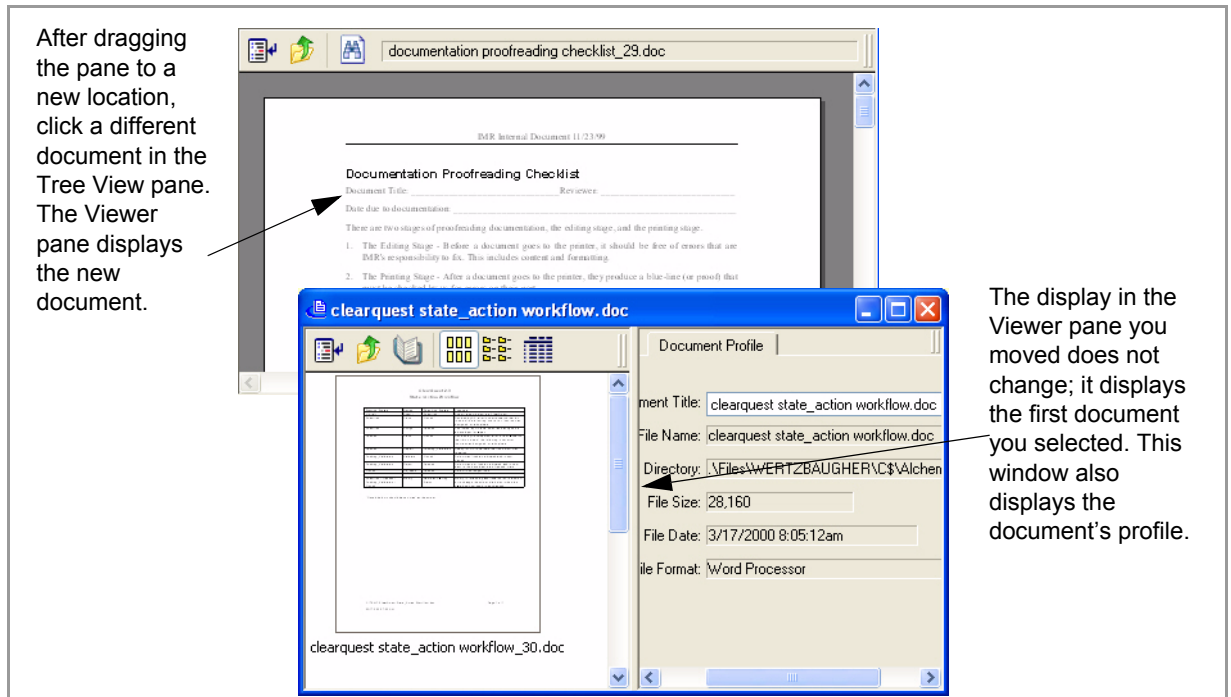 After dragging
the pane to a
new location,
click a different
document in the
Tree View pane.
The Viewer
pane displays
the new
document.
documentation proofreading checklist_29.doc
IMR Internal Document 11/23/99
Documentation Proofreading Checklist
Document Title: Reviewer:
Date due to documentation:
There are two stages of proofreading documentation, the editing stage, and the printing stage.
1. The Editing Stage - Before a document goes to the printer, it should be free of errors that are
IMR's responsibility to fix. This includes content and formatting.
2. The Printing Stage - After a document goes to the printer, they produce a blue-line (or proof) that
clearquest state_action workflow.doc
Document Profile
ment Title: clearquest state_action workflow.doc
File Name: clearquest state_action workflow.doc
Directory: .\Files\WERTZBAUGHER\C$\Alchem
File Size: 28,160
File Date: 3/17/2000 8:05:12am
ile Format: Word Processor
clearquest state_action workflow_30.doc
The display in the
Viewer pane you
moved does not
change; it displays
the first document
you selected. This
window also
displays the
document’s profile.